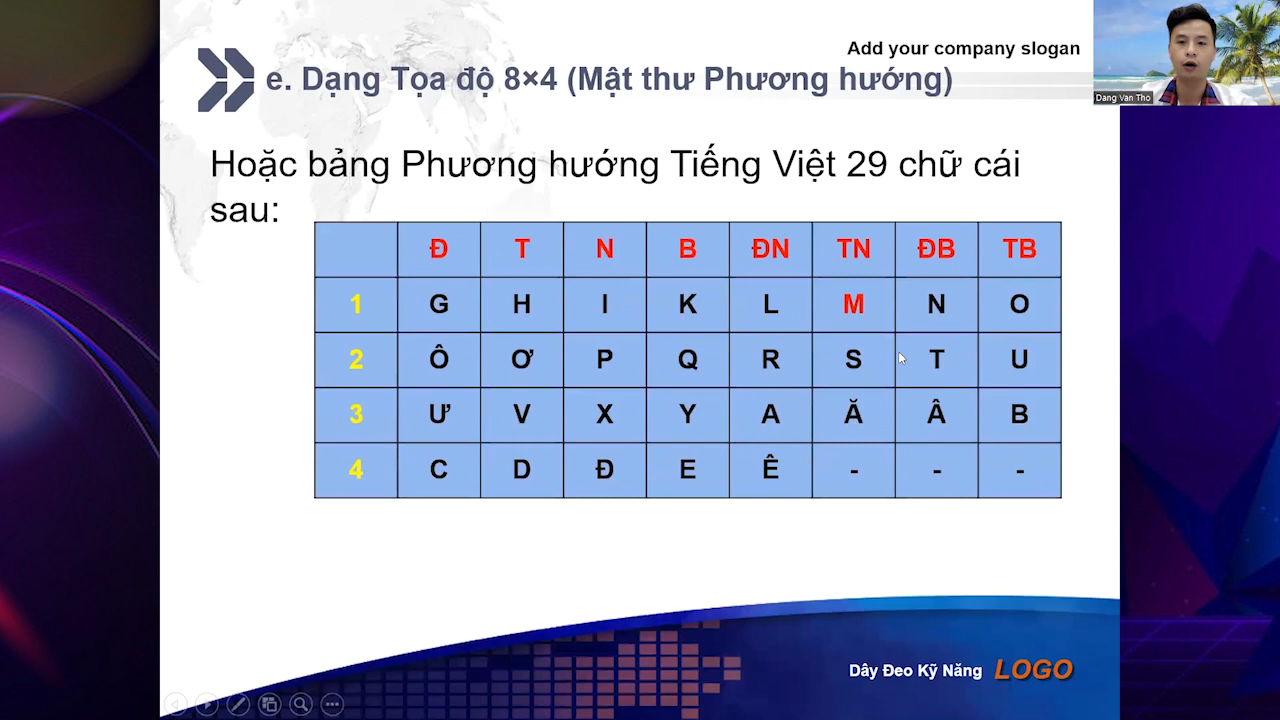 Add your company slogan
e. Dạng Tọa độ 8×4 (Mật thư Phương hướng)
Dang Van Tho
Hoặc bảng Phương hướng Tiếng Việt 29 chữ cái
sau:
Đ T N B ĐN TN ĐB TB
1 G H I K L M N O
2 Ô Ơ P Q R S T U
3 Ư V X Y A Ă Â B
4 C D Đ E Ê - - -
Dây Đeo Kỹ Năng LOGO